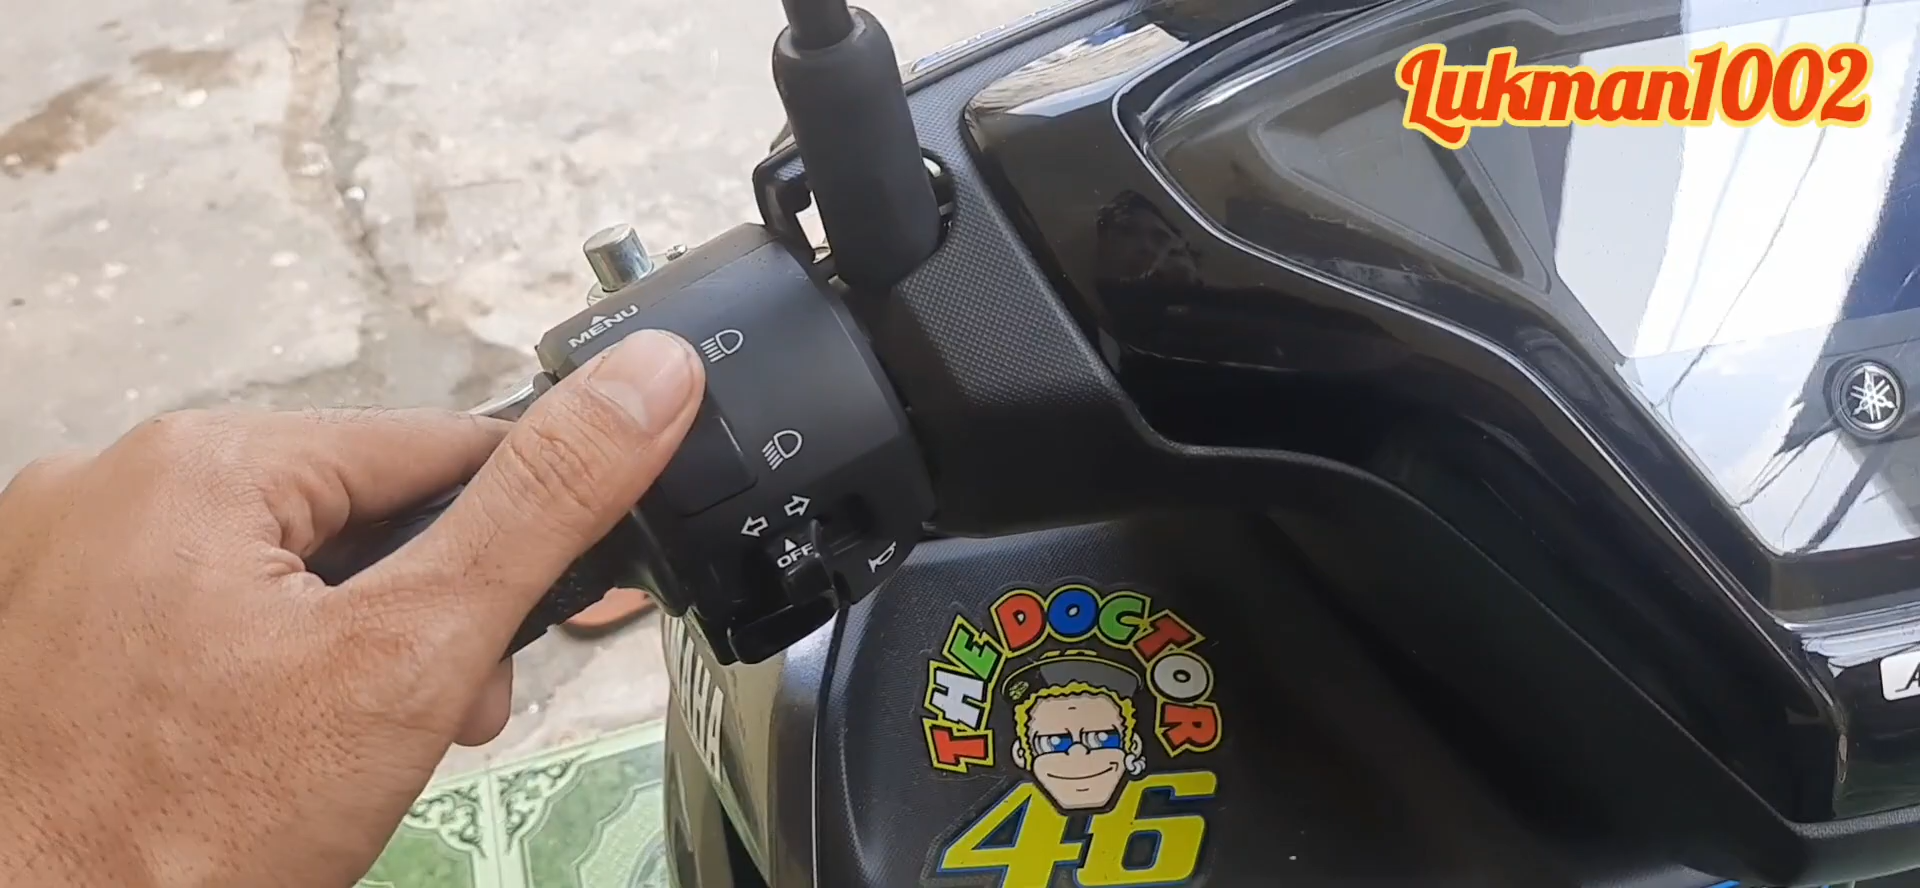 Lukman1002
MENU
OFF
YAMAHA
THE DOCTOR
46